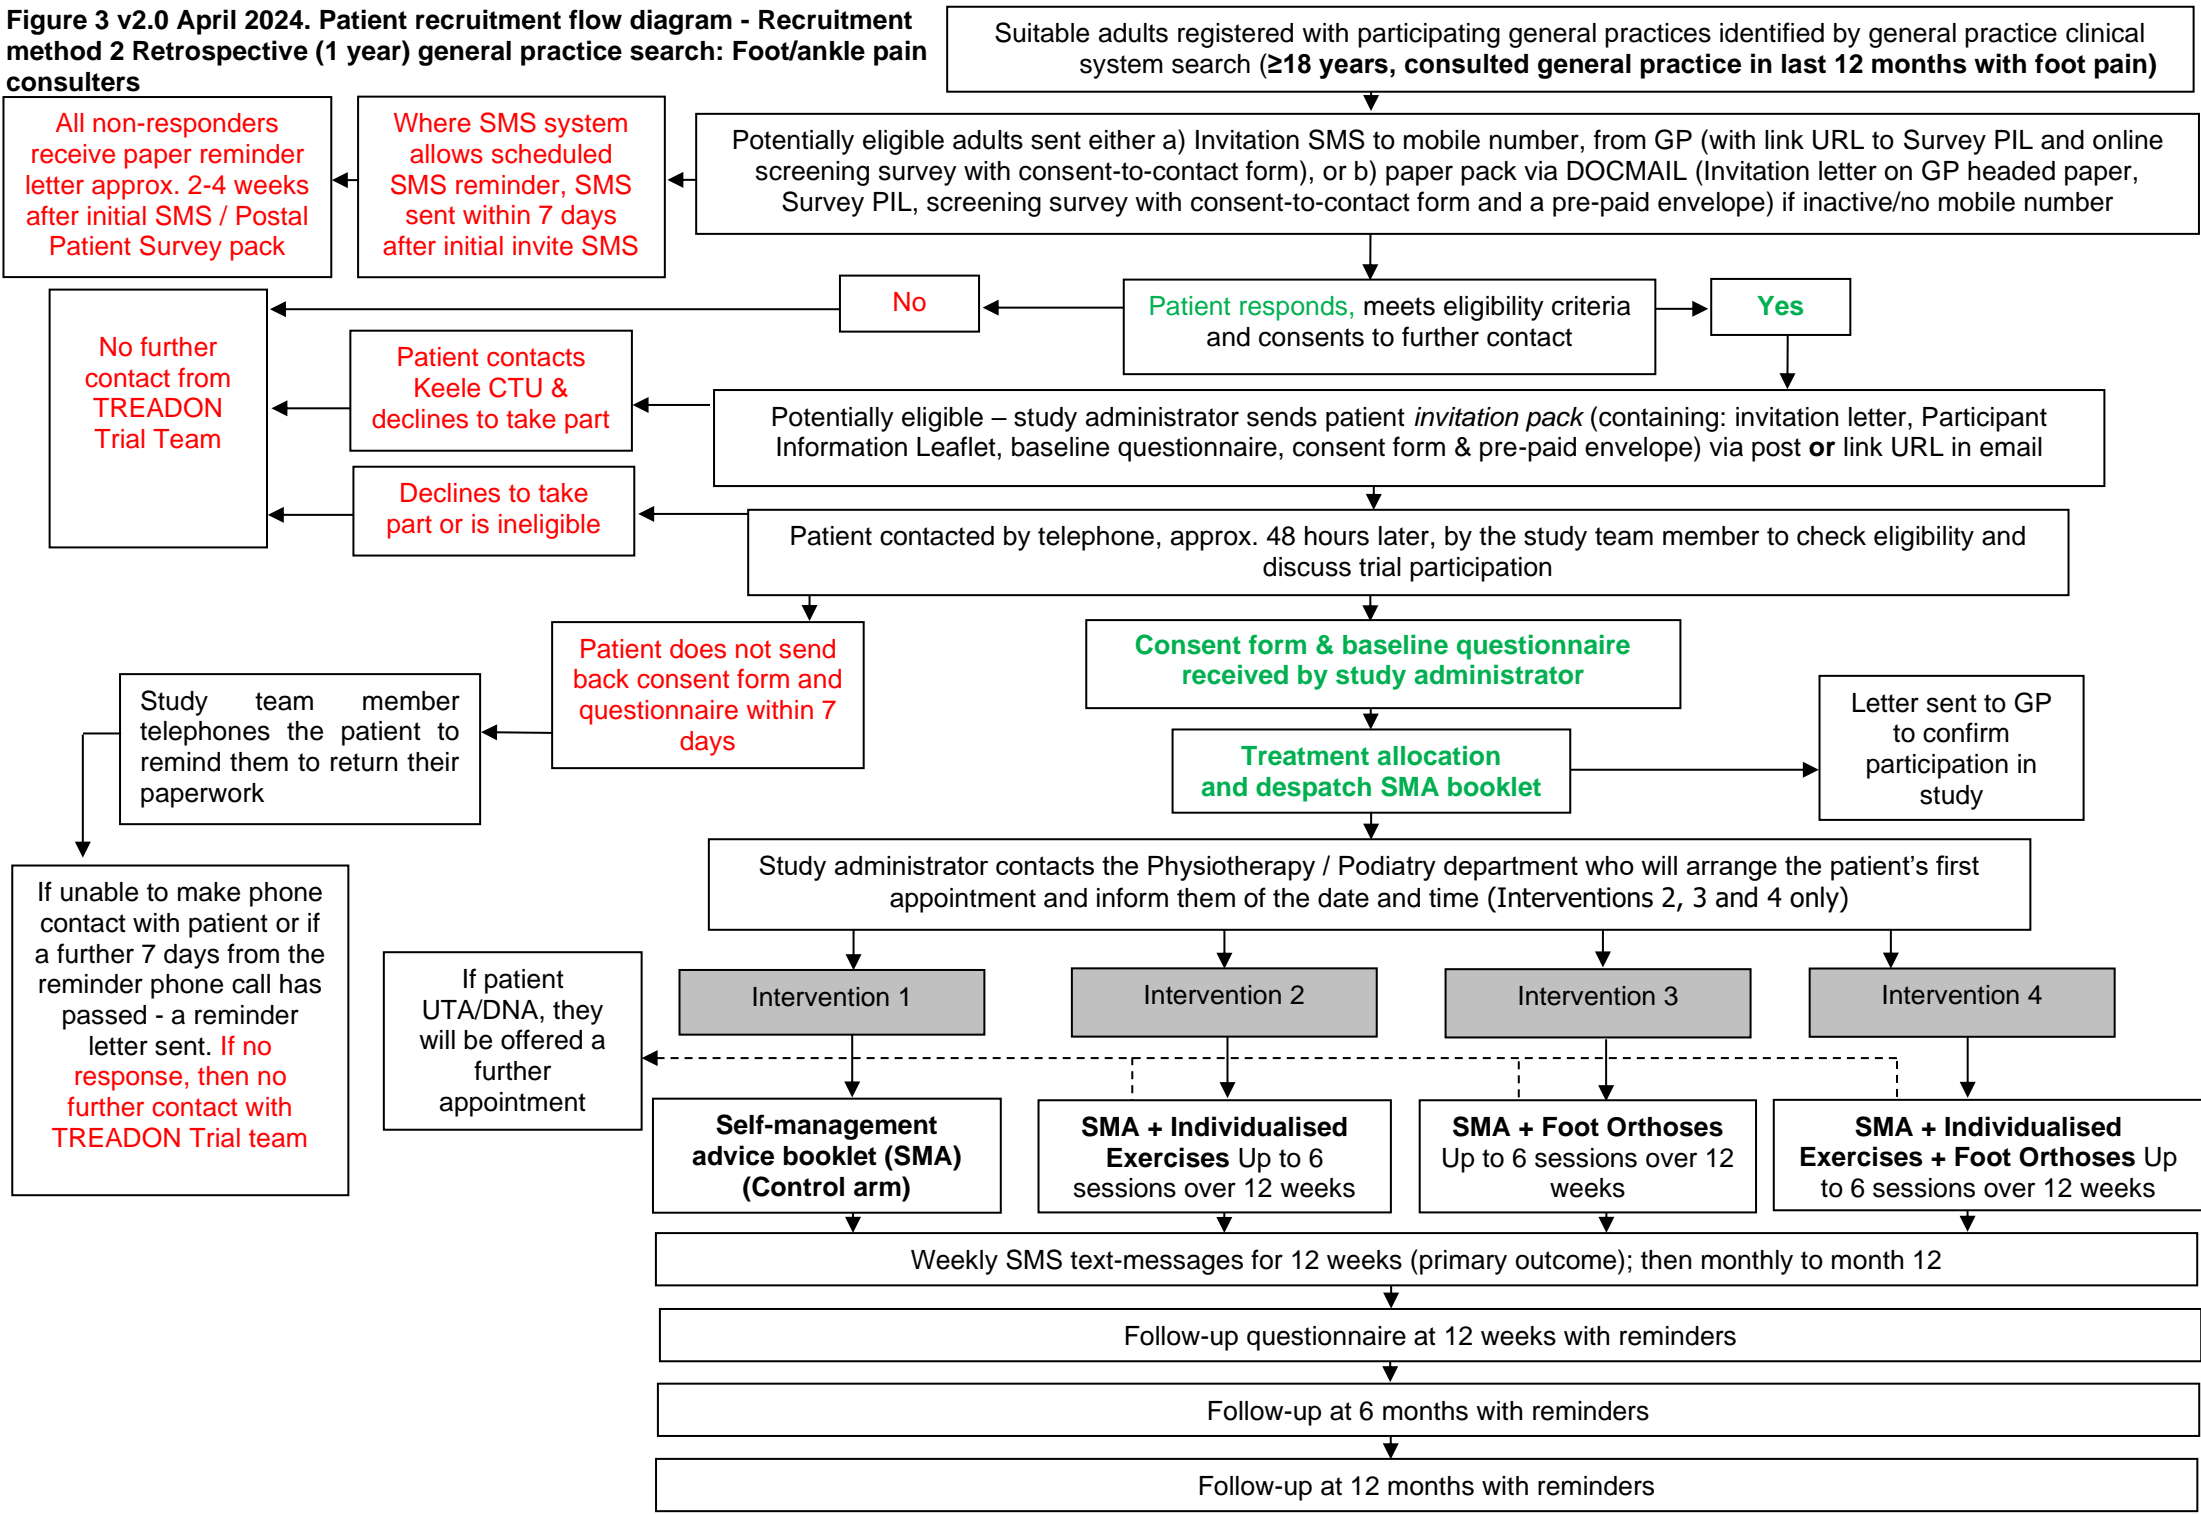 Figure 3 v2.0 April 2024. Patient recruitment flow diagram - Recruitment
method 2 Retrospective (1 year) general practice search: Foot/ankle pain
consulters
Suitable adults registered with participating general practices identified by general practice clinical
system search (≥18 years, consulted general practice in last 12 months with foot pain)
All non-responders
receive paper reminder
letter approx. 2-4 weeks
after initial SMS / Postal
Patient Survey pack
Where SMS system
allows scheduled
SMS reminder, SMS
sent within 7 days
after initial invite SMS
Potentially eligible adults sent either a) Invitation SMS to mobile number, from GP (with link URL to Survey PIL and online
screening survey with consent-to-contact form), or b) paper pack via DOCMAIL (Invitation letter on GP headed paper,
Survey PIL, screening survey with consent-to-contact form and a pre-paid envelope) if inactive/no mobile number
No
Patient responds, meets eligibility criteria
and consents to further contact
Yes
No further
contact from
TREADON
Trial Team
Patient contacts
Keele CTU &
declines to take part
Potentially eligible – study administrator sends patient invitation pack (containing: invitation letter, Participant
Information Leaflet, baseline questionnaire, consent form & pre-paid envelope) via post or link URL in email
Declines to take
part or is ineligible
Patient contacted by telephone, approx. 48 hours later, by the study team member to check eligibility and
discuss trial participation
Patient does not send
back consent form and
questionnaire within 7
days
Consent form & baseline questionnaire
received by study administrator
Study team member
telephones the patient to
remind them to return their
paperwork
Treatment allocation
and despatch SMA booklet
Letter sent to GP
to confirm
participation in
study
Study administrator contacts the Physiotherapy / Podiatry department who will arrange the patient's first
appointment and inform them of the date and time (Interventions 2, 3 and 4 only)
If unable to make phone
contact with patient or if
a further 7 days from the
reminder phone call has
passed - a reminder
letter sent. If no
response, then no
further contact with
TREADON Trial team
If patient
UTA/DNA, they
will be offered a
further
appointment
Intervention 1
Intervention 2
Intervention 3
Intervention 4
Self-management
advice booklet (SMA)
(Control arm)
SMA + Individualised
Exercises Up to 6
sessions over 12 weeks
SMA + Foot Orthoses
Up to 6 sessions over 12
weeks
SMA + Individualised
Exercises + Foot Orthoses Up
to 6 sessions over 12 weeks
Weekly SMS text-messages for 12 weeks (primary outcome); then monthly to month 12
Follow-up questionnaire at 12 weeks with reminders
Follow-up at 6 months with reminders
Follow-up at 12 months with reminders